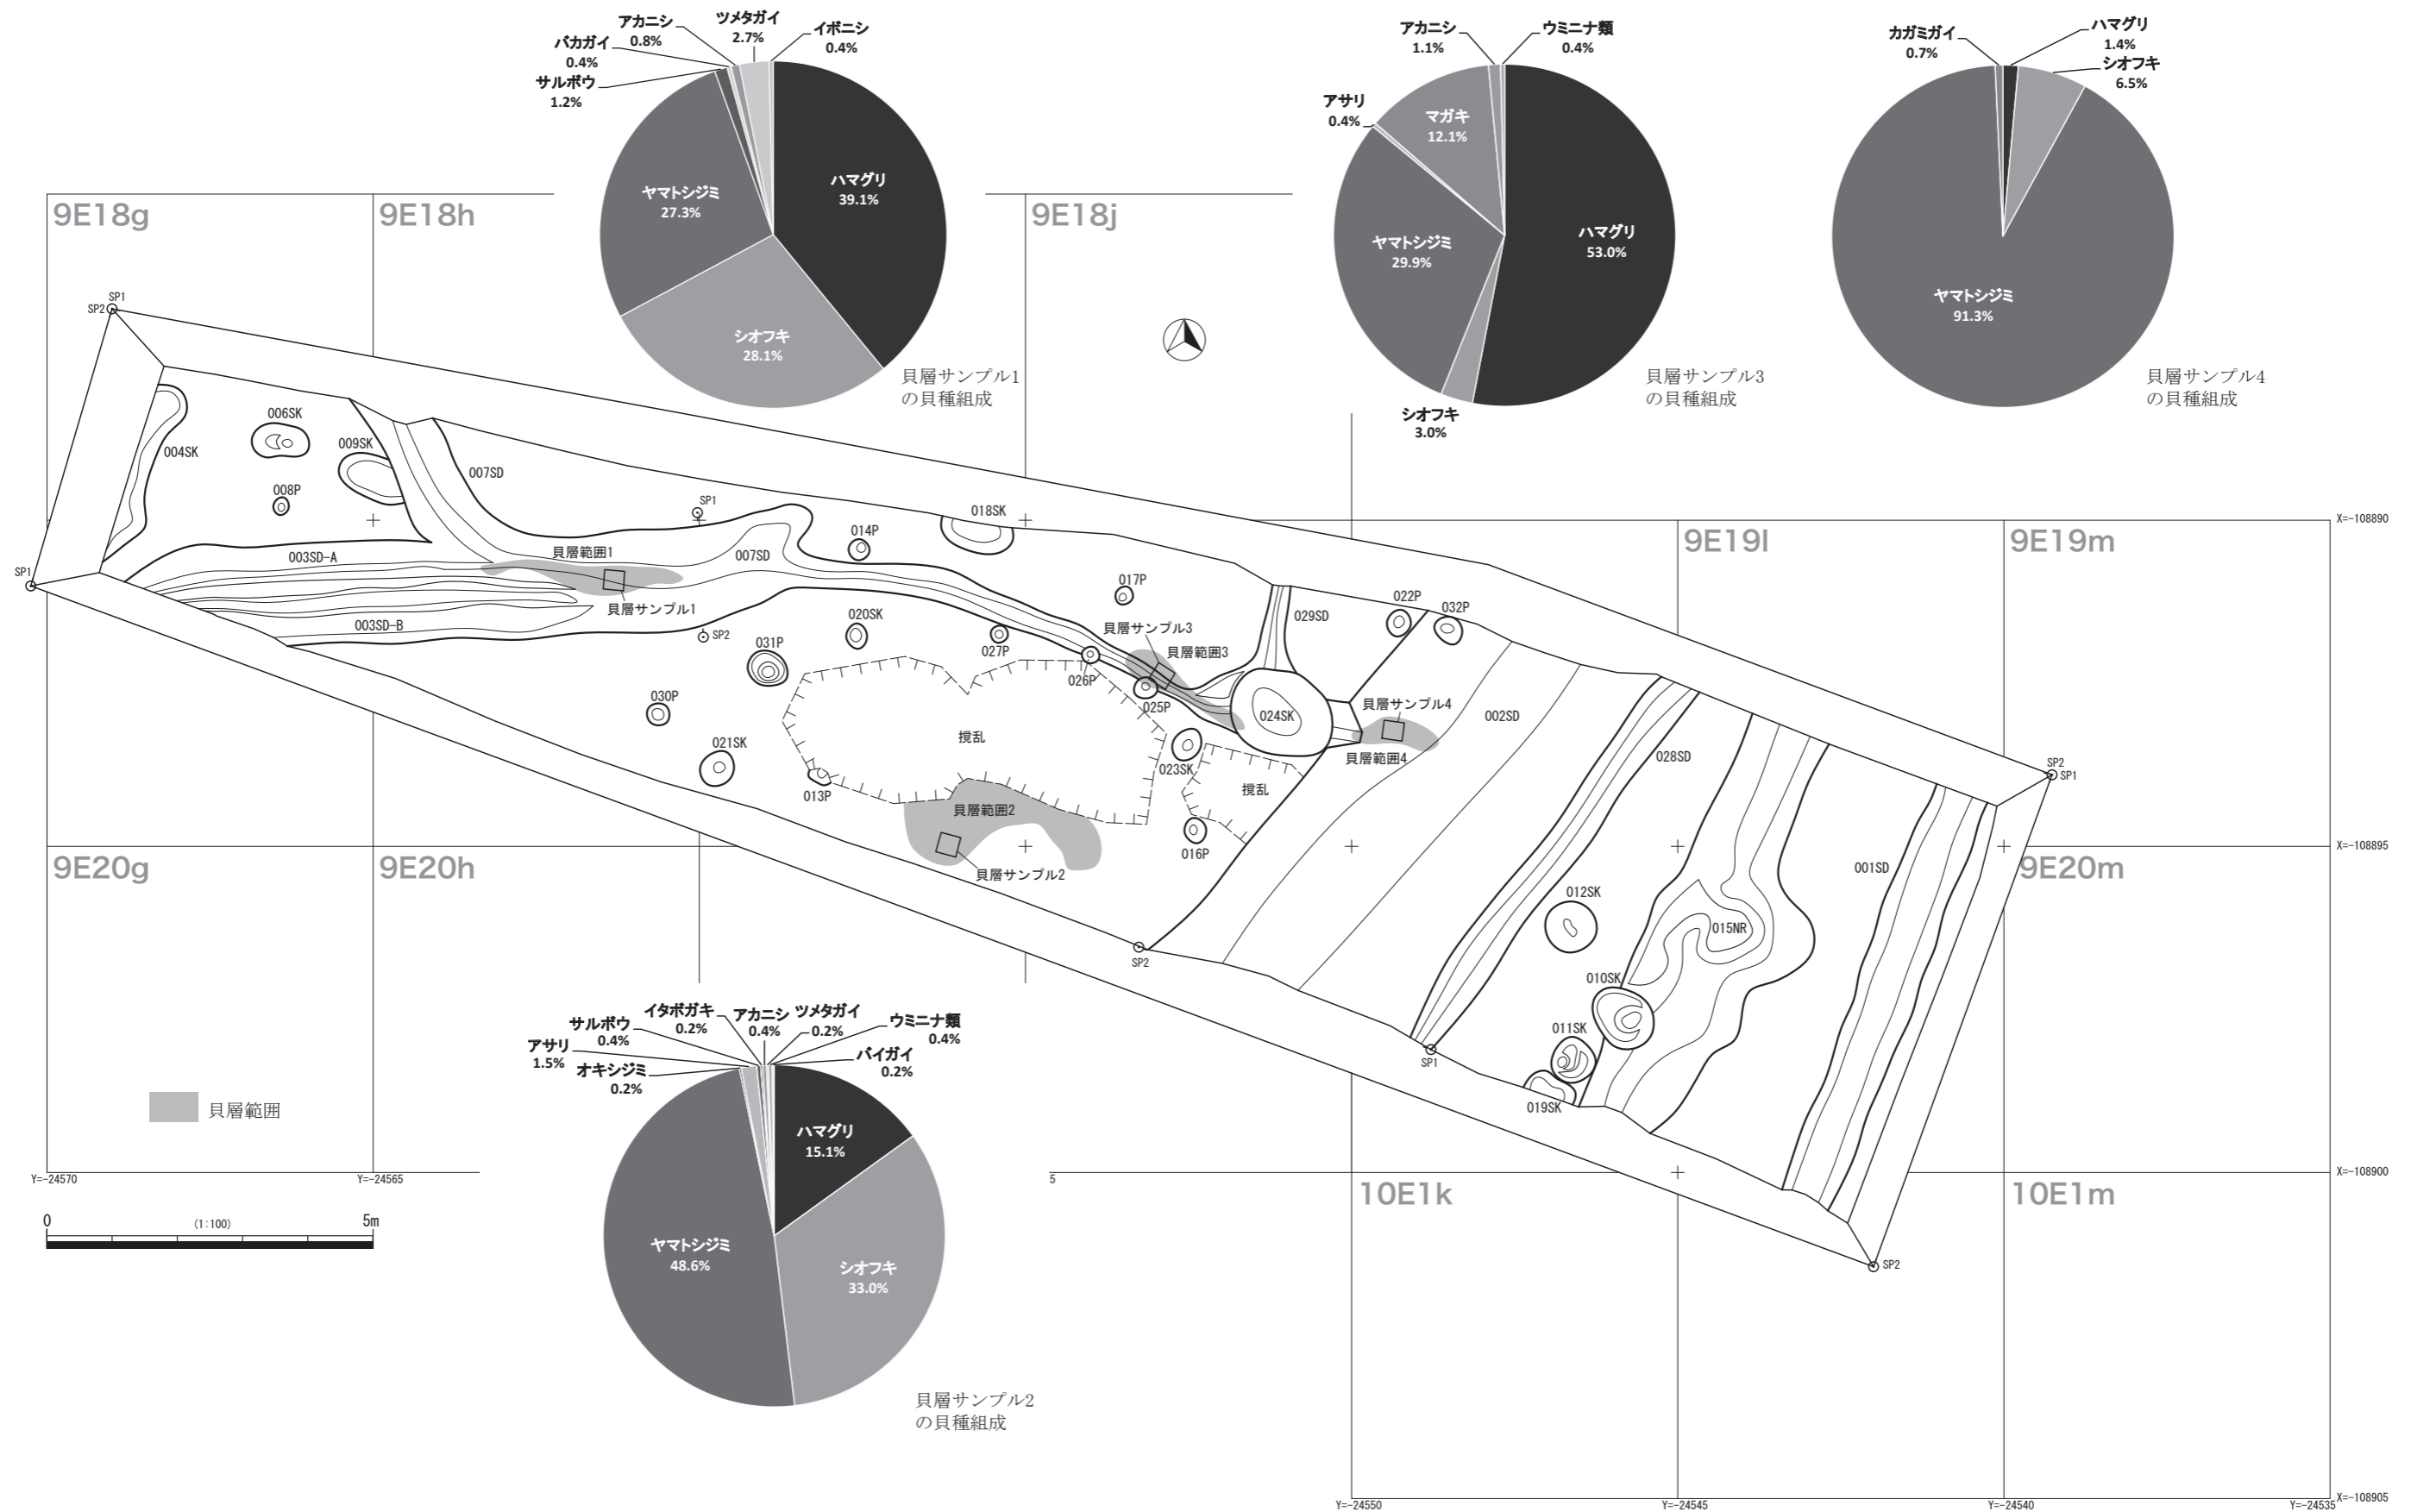 アカニシ
0.8%
ツメタガイ
2.7%
イボニシ
0.4%
バカガイ
0.4%
サルボウ
1.2%
ヤマトシジミ
27.3%
ハマグリ
39.1%
シオフキ
28.1%
貝層サンプル1
の貝種組成
アカニシ
1.1%
ウミニナ類
0.4%
アサリ
0.4%
マガキ
12.1%
ヤマトシジミ
29.9%
ハマグリ
53.0%
シオフキ
3.0%
貝層サンプル3
の貝種組成
カガミガイ
0.7%
ハマグリ
1.4%
シオフキ
6.5%
ヤマトシジミ
91.3%
貝層サンプル4
の貝種組成
9E18g
9E18h
9E18j
SP1
SP2
006SK
004SK
009SK
008P
007SD
SP1
014P
018SK
X=-108890
9E19l
9E19m
003SD-A
貝層範囲1
007SD
SP1
017P
貝層サンプル1
003SD-B
SP2
020SK
031P
027P
貝層サンプル3
貝層範囲3
029SD
022P
032P
026P
025P
024SK
貝層サンプル4
002SD
030P
021SK
撹乱
023SK
貝層範囲4
028SD
013P
撹乱
SP2
SP1
貝層範囲2
016P
貝層サンプル2
X=-108895
9E20g
9E20h
9E20m
001SD
012SK
015NR
010SK
SP2
011SK
SP1
019SK
イタボガキ
0.2%
アカニシ
0.4%
ツメタガイ
0.2%
ウミニナ類
0.4%
サルボウ
0.4%
アサリ
1.5%
バイガイ
0.2%
オキシジミ
0.2%
ハマグリ
15.1%
ヤマトシジミ
48.6%
シオフキ
33.0%
貝層サンプル2
の貝種組成
貝層範囲
X=-108900
Y=-24570
Y=-24565
5
10E1k
10E1m
0
(1:100)
5m
SP2
Y=-24550
Y=-24545
Y=-24540
Y=-24535
X=-108905